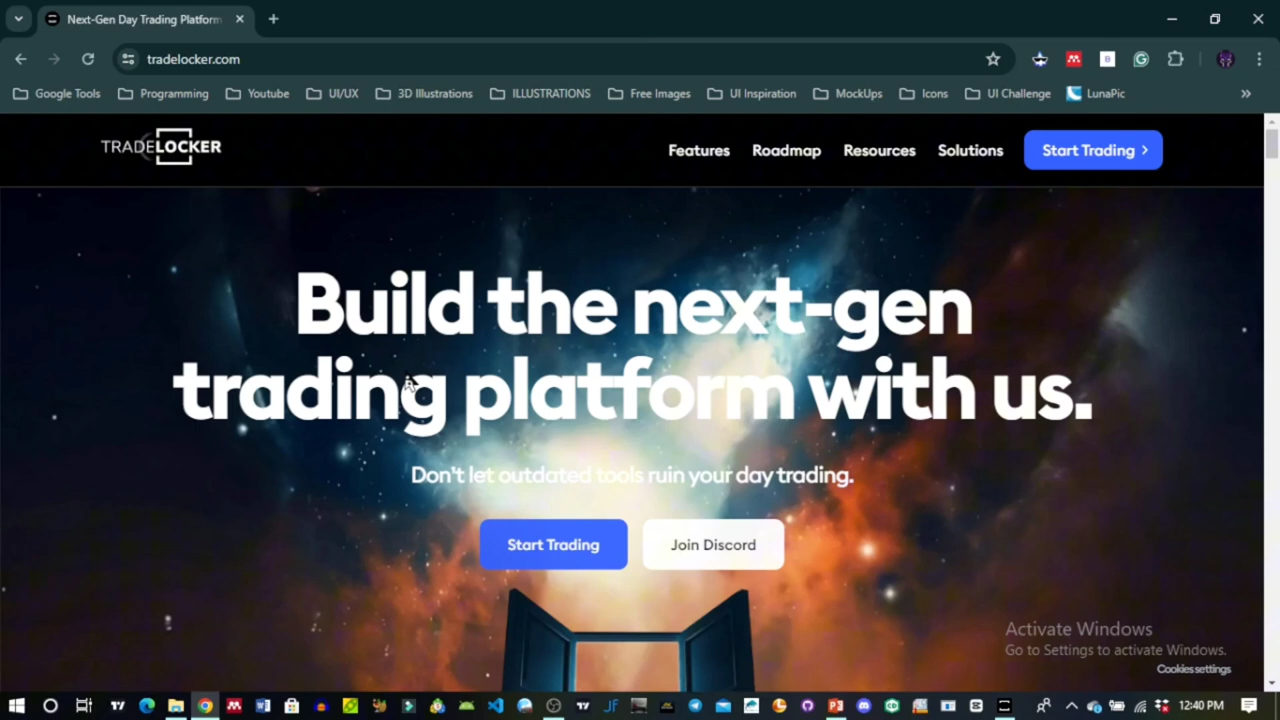 Next-Gen Day Trading Platform
tradelocker.com
Google Tools Programming Youtube UI/UX 3D Illustrations ILLUSTRATIONS Free Images UI Inspiration MockUps Icons UI Challenge LunaPic
TRADELOCKER
Features Roadmap Resources Solutions Start Trading
Build the next-gen
trading platform with us.
Don't let outdated tools ruin your day trading.
Start Trading Join Discord
Activate Windows
Go to Settings to activate Windows.
Cookies settings
12:40 PM